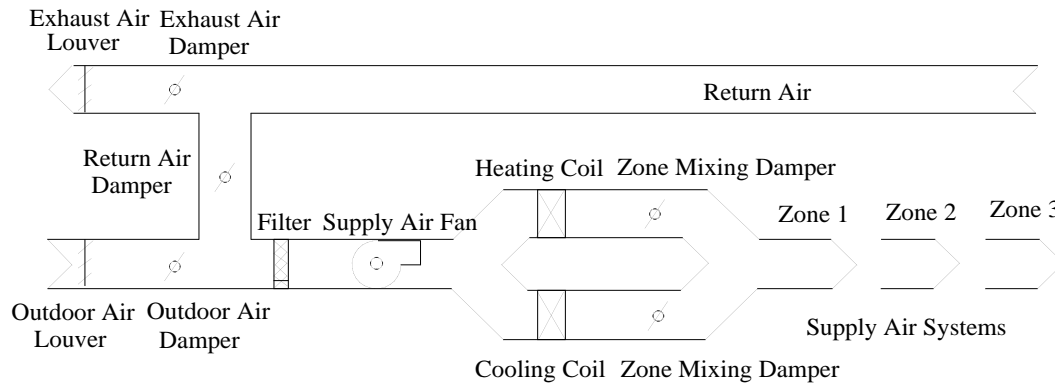 Exhaust Air Exhaust Air
Louver Damper
Return Air
Return Air
Damper
Heating Coil Zone Mixing Damper
Filter Supply Air Fan
Zone 1 Zone 2 Zone 3
Outdoor Air Outdoor Air
Louver Damper
Supply Air Systems
Cooling Coil Zone Mixing Damper